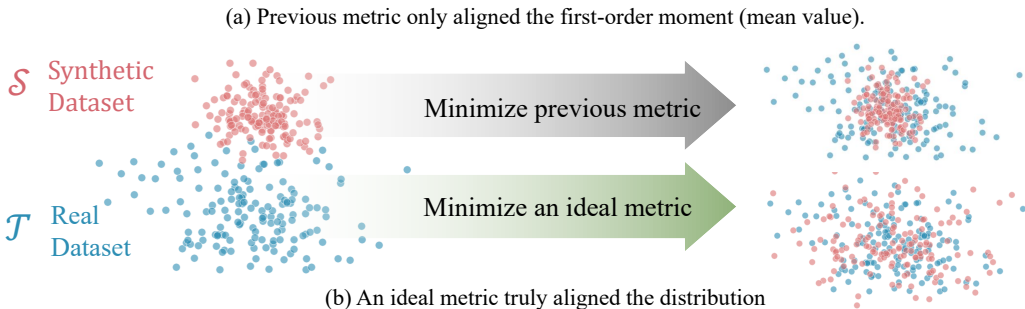 (a) Previous metric only aligned the first-order moment (mean value).
𝒮 Synthetic
Dataset
Minimize previous metric
𝒯 Real
Dataset
Minimize an ideal metric
(b) An ideal metric truly aligned the distribution